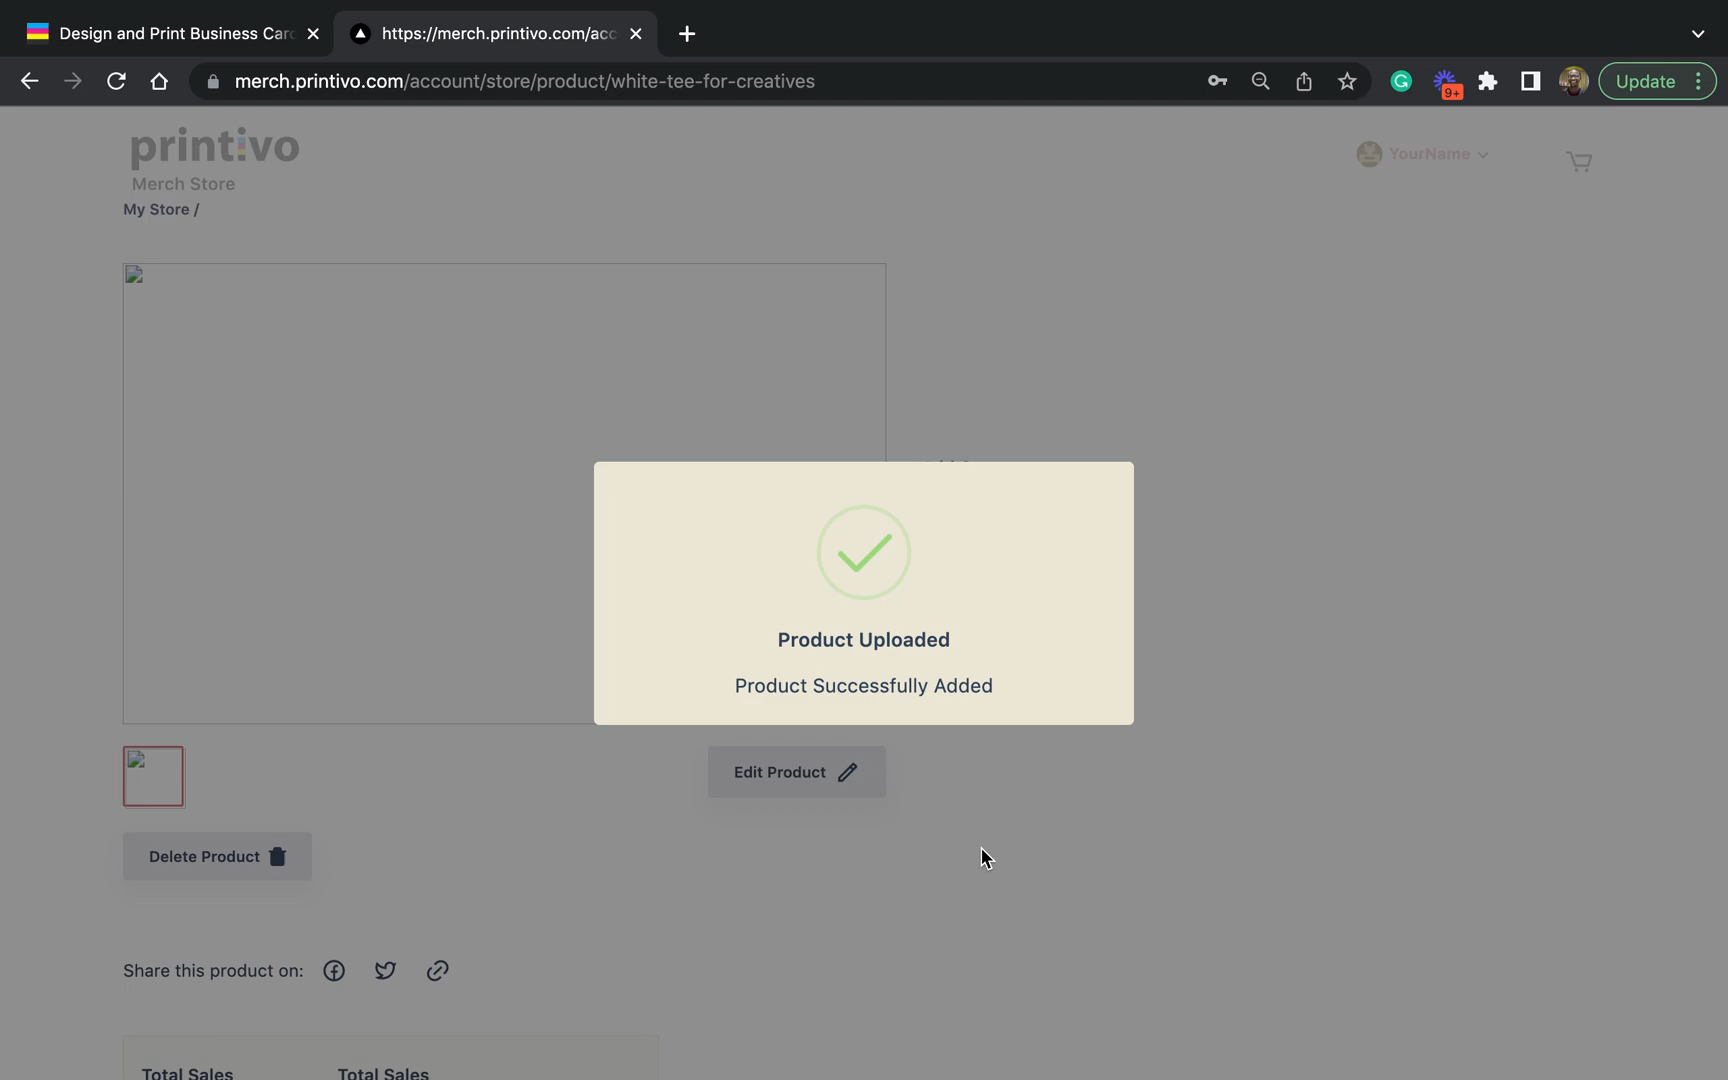 Design and Print Business Car
https://merch.printivo.com/acc
merch.printivo.com/account/store/product/white-tee-for-creatives
9+
Update
printivo
Merch Store
YourName
My Store /
Product Uploaded
Product Successfully Added
Edit Product
Delete Product
Share this product on:
Total Sales
Total Sales